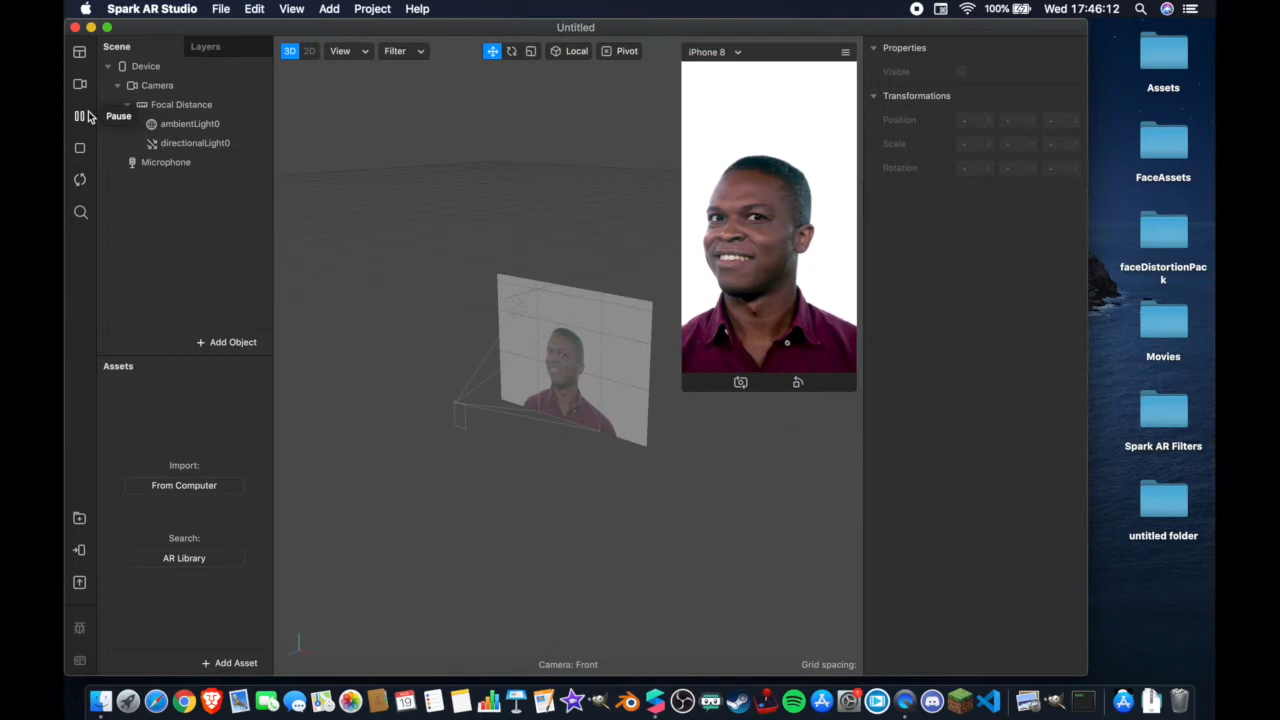 Spark AR Studio File Edit View Add Project Help 100% Wed 17:46:12
Untitled
Scene Layers
3D 2D View Filter Local Pivot
iPhone 8
Properties
Visible
Transformations
Position - - -
Scale - - -
Rotation - - -
Device
Camera
Focal Distance
Pause
ambientLight0
directionalLight0
Microphone
+ Add Object
Assets
Import:
From Computer
Search:
AR Library
+ Add Asset
Camera: Front
Grid spacing:
Assets
FaceAssets
faceDistortionPac
k
Movies
Spark AR Filters
untitled folder
19